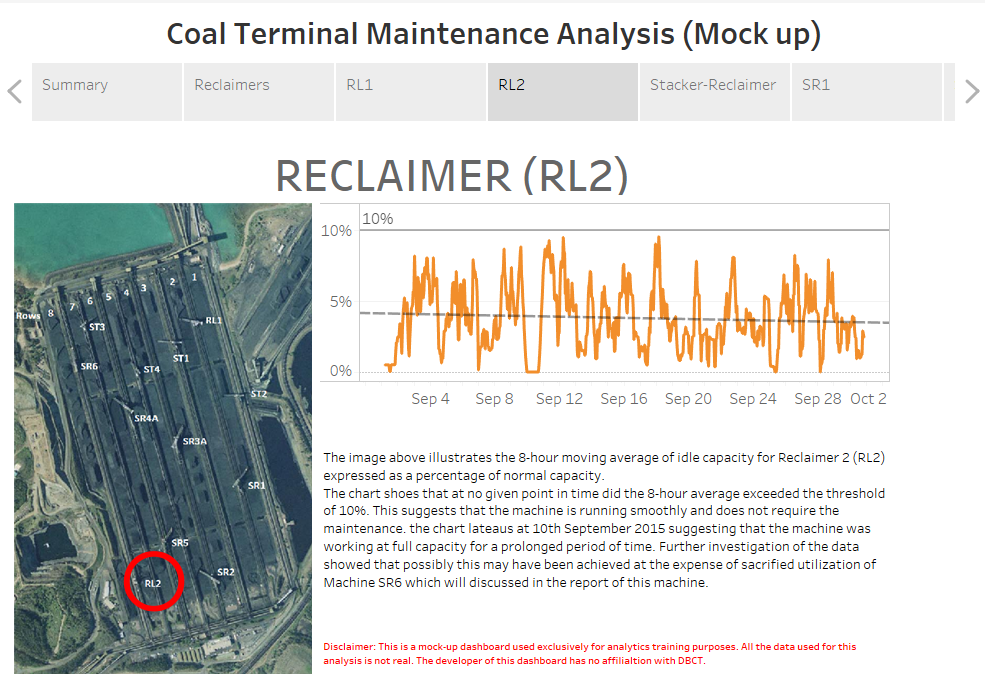 Coal Terminal Maintenance Analysis (Mock up)
Summary
Reclaimers
RL1
RL2
Stacker-Reclaimer
SR1
RECLAIMER (RL2)
Rows 8 7 6 5 4 3 2 1
ST3
RL1
SR6
ST4
ST1
ST2
SR4A
SR3A
SR1
SR5
SR2
RL2
10%
10%
5%
0%
Sep 4 Sep 8 Sep 12 Sep 16 Sep 20 Sep 24 Sep 28 Oct 2
The image above illustrates the 8-hour moving average of idle capacity for Reclaimer 2 (RL2)
expressed as a percentage of normal capacity.
The chart shoes that at no given point in time did the 8-hour average exceeded the threshold
of 10%. This suggests that the machine is running smoothly and does not require the
maintenance. the chart lateaus at 10th September 2015 suggesting that the machine was
working at full capacity for a prolonged period of time. Further investigation of the data
showed that possibly this may have been achieved at the expense of sacrified utilization of
Machine SR6 which will discussed in the report of this machine.
Disclaimer: This is a mock-up dashboard used exclusively for analytics training purposes. All the data used for this
analysis is not real. The developer of this dashboard has no affilialtion with DBCT.